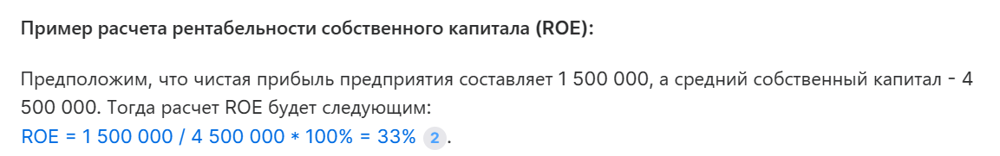 Пример расчета рентабельности собственного капитала (ROE):
Предположим, что чистая прибыль предприятия составляет 1 500 000, а средний собственный капитал - 4
500 000. Тогда расчет ROE будет следующим:
ROE = 1 500 000 / 4 500 000 * 100% = 33% 2.